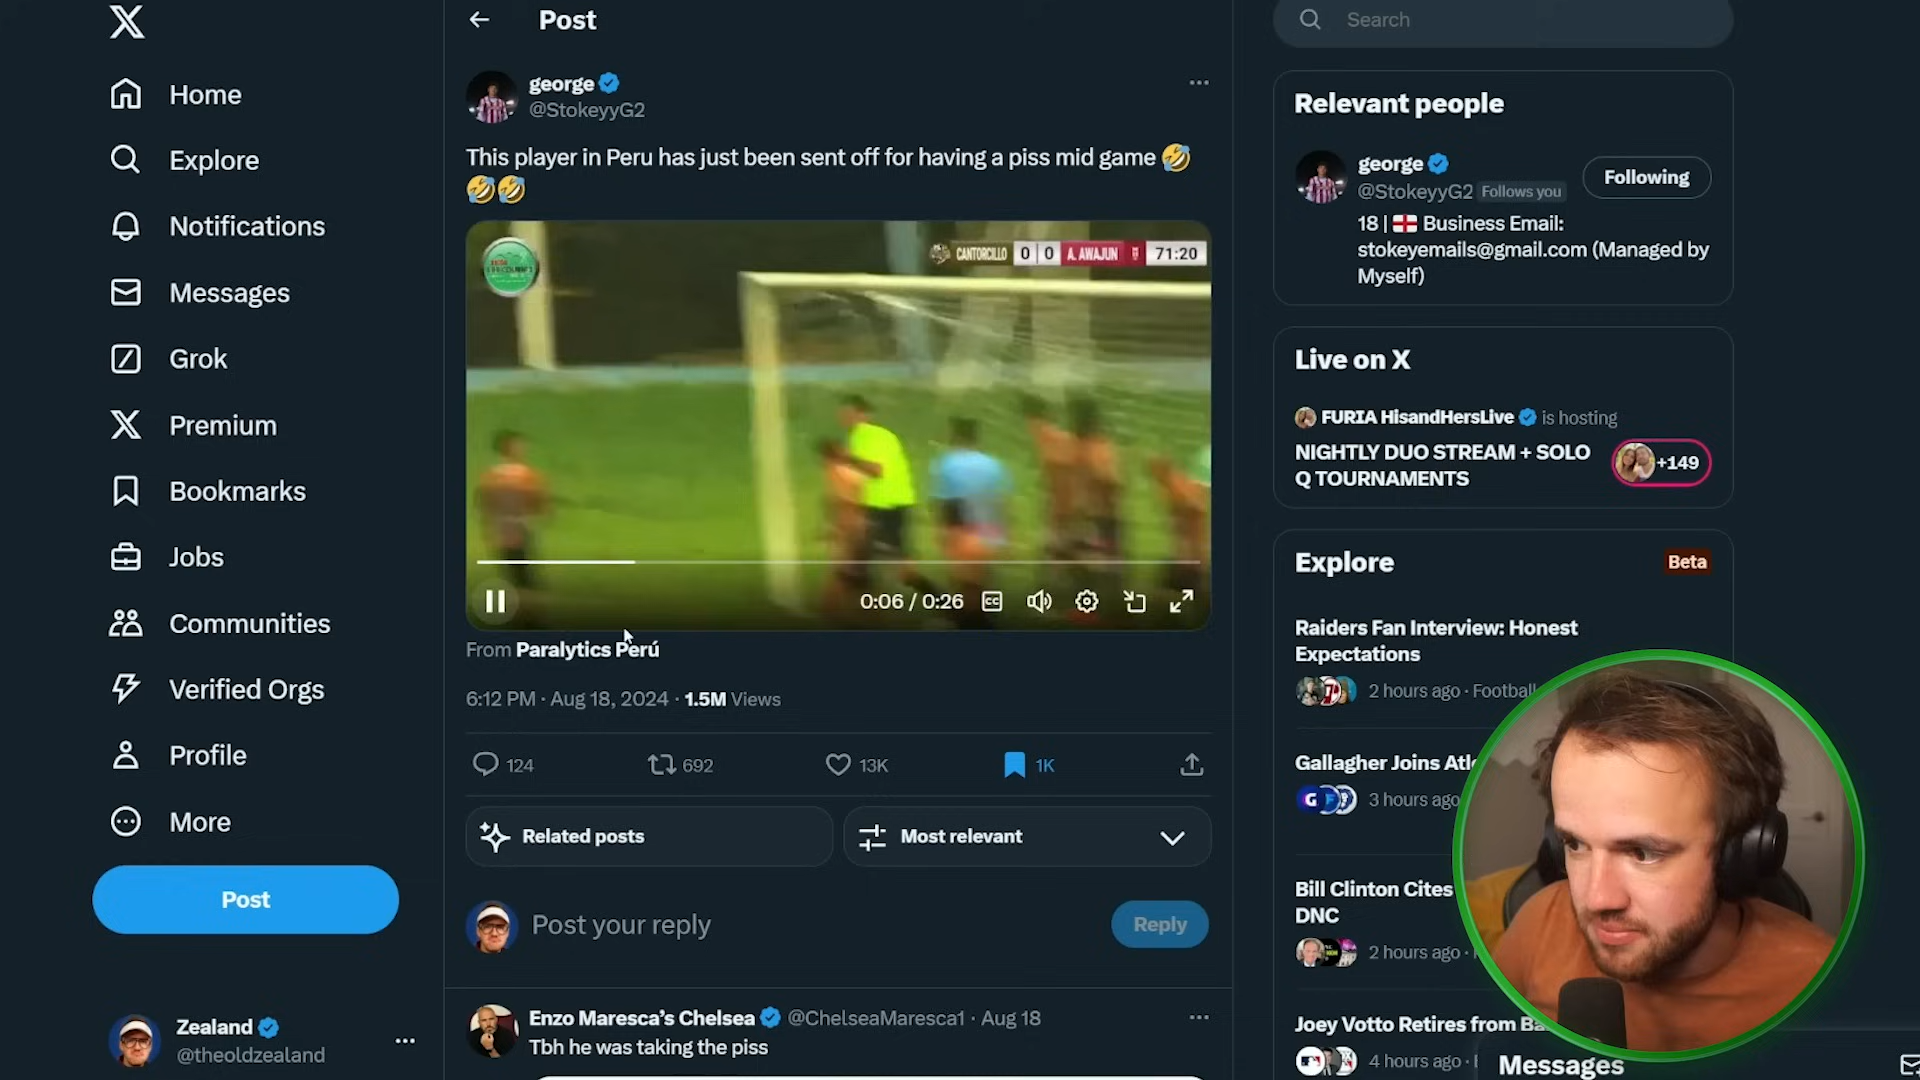 Home
Explore
Notifications
Messages
Grok
Premium
Bookmarks
Jobs
Communities
Verified Orgs
Profile
More
Post
Zealand
@theoldzealand
Post
george
@StokeyyG2
This player in Peru has just been sent off for having a piss mid game 🤣
🤣🤣
CANTORCILLO 0 0 A. AWAJUN 71:20
0:06 / 0:26
CC
From Paralytics Perú
6:12 PM · Aug 18, 2024 · 1.5M Views
124
692
13K
1K
Related posts
Most relevant
Post your reply
Reply
Enzo Maresca’s Chelsea @ChelseaMaresca1 · Aug 18
Tbh he was taking the piss
Search
Relevant people
george
Following
@StokeyyG2 Follows you
18 | 🏴󠁧󠁢󠁥󠁮󠁧󠁿 Business Email:
stokeyemails@gmail.com (Managed by
Myself)
Live on X
FURIA HisandHersLive is hosting
NIGHTLY DUO STREAM + SOLO
Q TOURNAMENTS
+149
Explore
Beta
Raiders Fan Interview: Honest
Expectations
2 hours ago · Football
Gallagher Joins Atl
3 hours ago
Bill Clinton Cites
DNC
2 hours ago ·
Joey Votto Retires from Ba
4 hours ago ·
Messages